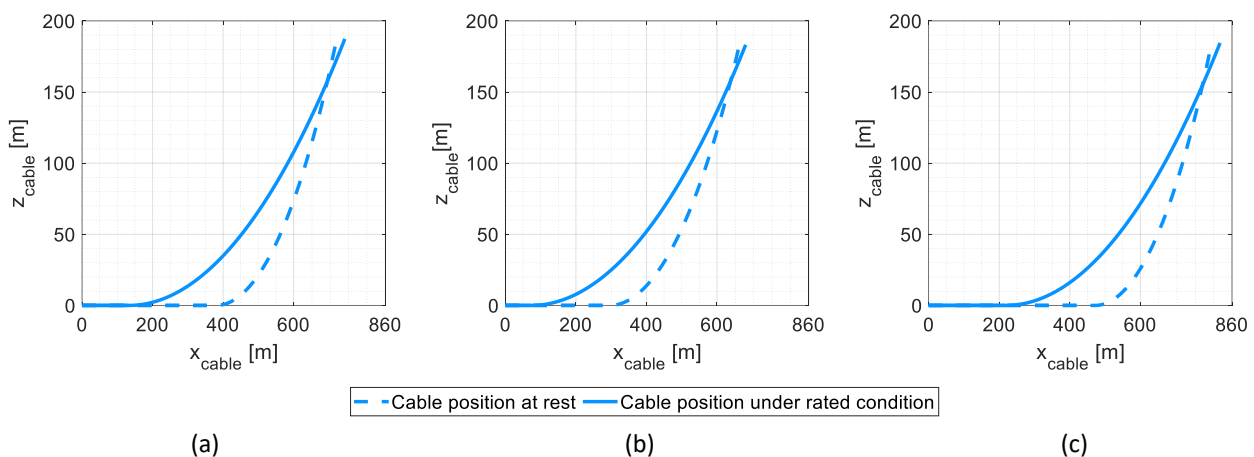 200
150
100
50
0
z_cable [m]
0 200 400 600 860
x_cable [m]
200
150
100
50
0
z_cable [m]
0 200 400 600 860
x_cable [m]
200
150
100
50
0
z_cable [m]
0 200 400 600 860
x_cable [m]
Cable position at rest Cable position under rated condition
(a) (b) (c)